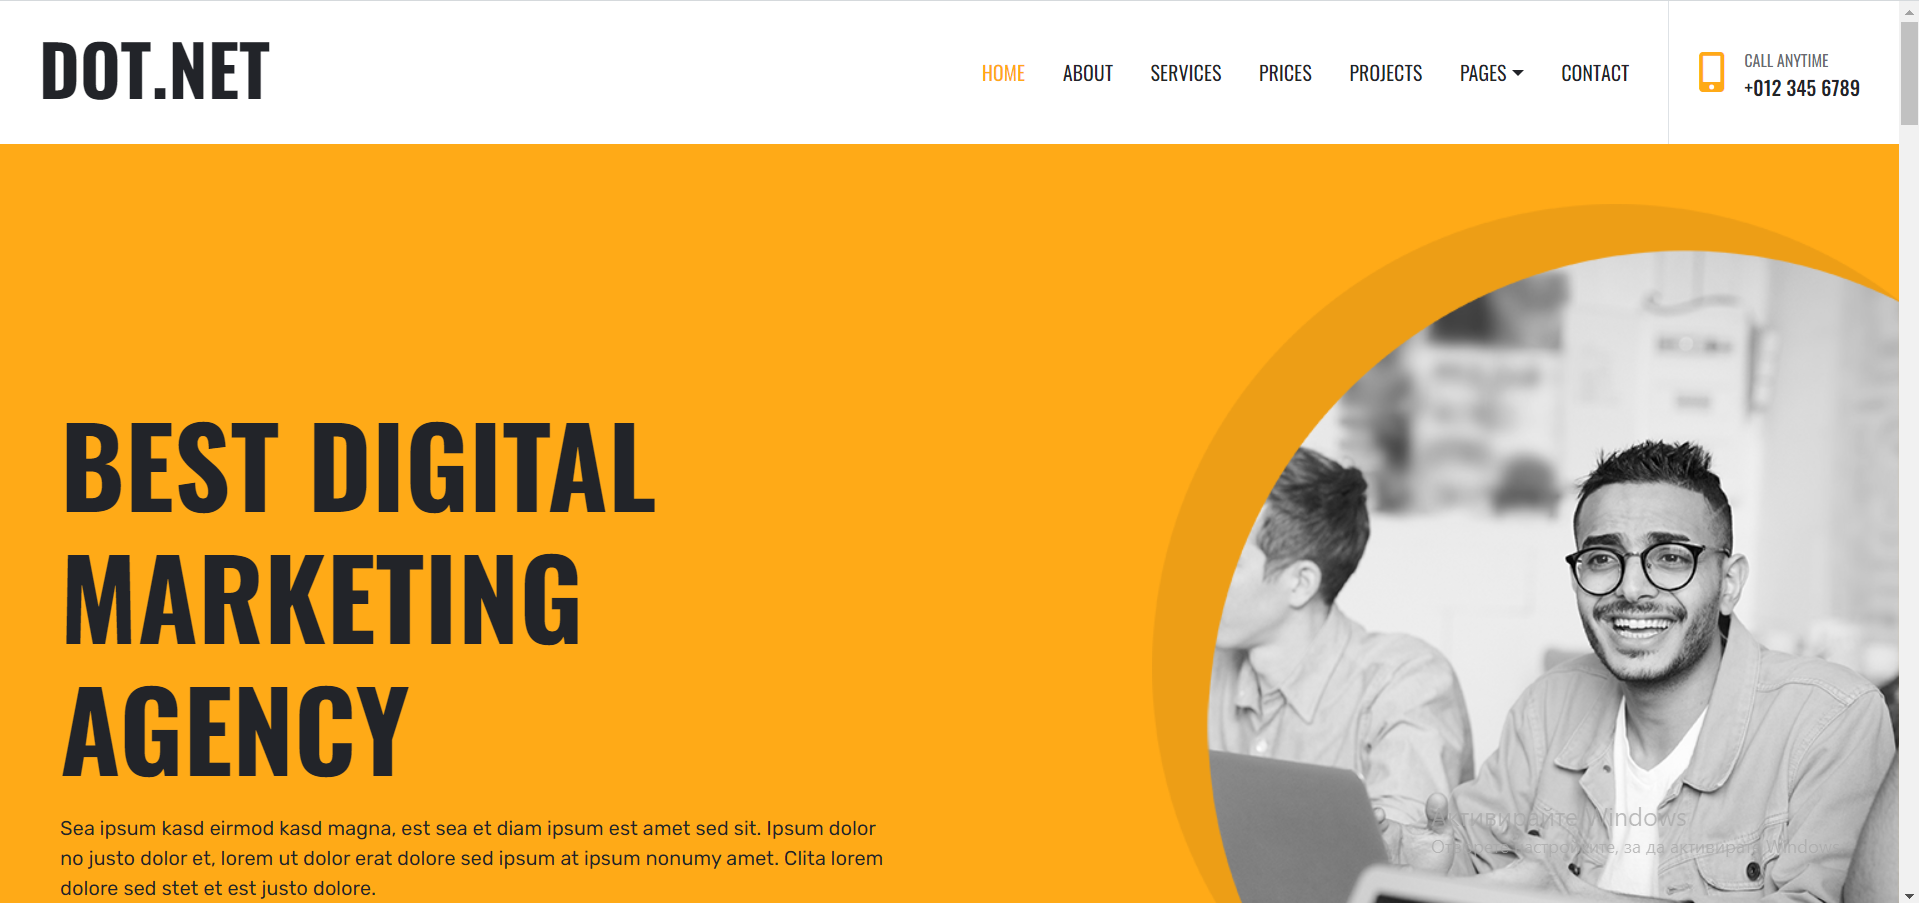 DOT.NET
HOME ABOUT SERVICES PRICES PROJECTS PAGES CONTACT
CALL ANYTIME
+012 345 6789
BEST DIGITAL
MARKETING
AGENCY
Sea ipsum kasd eirmod kasd magna, est sea et diam ipsum est amet sed sit. Ipsum dolor
no justo dolor et, lorem ut dolor erat dolore sed ipsum at ipsum nonumy amet. Clita lorem
dolore sed stet et est justo dolore.
Активирайте Windows
Отворете настройките, за да активирате Windows.